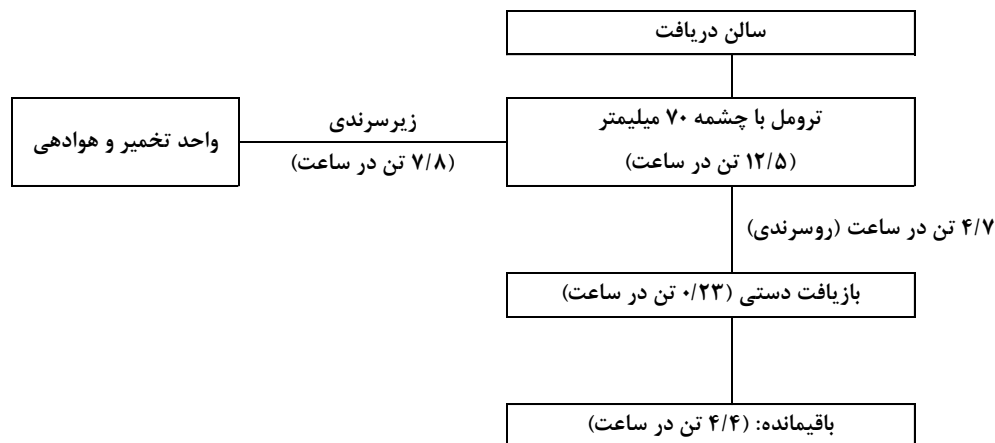 سالن دریافت
ترومل با چشمه ۷۰ میلیمتر
(۱۲/۵ تن در ساعت)
زیرسرندی
(۷/۸ تن در ساعت)
واحد تخمیر و هوادهی
۴/۷ تن در ساعت (روسرندی)
بازیافت دستی (۰/۲۳ تن در ساعت)
باقیمانده: (۴/۴ تن در ساعت)